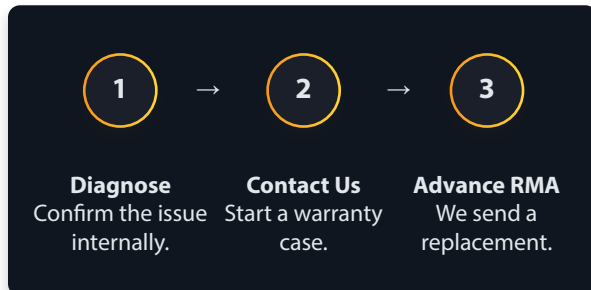 1 → 2 → 3
Diagnose
Confirm the issue
internally.
Contact Us
Start a warranty
case.
Advance RMA
We send a
replacement.